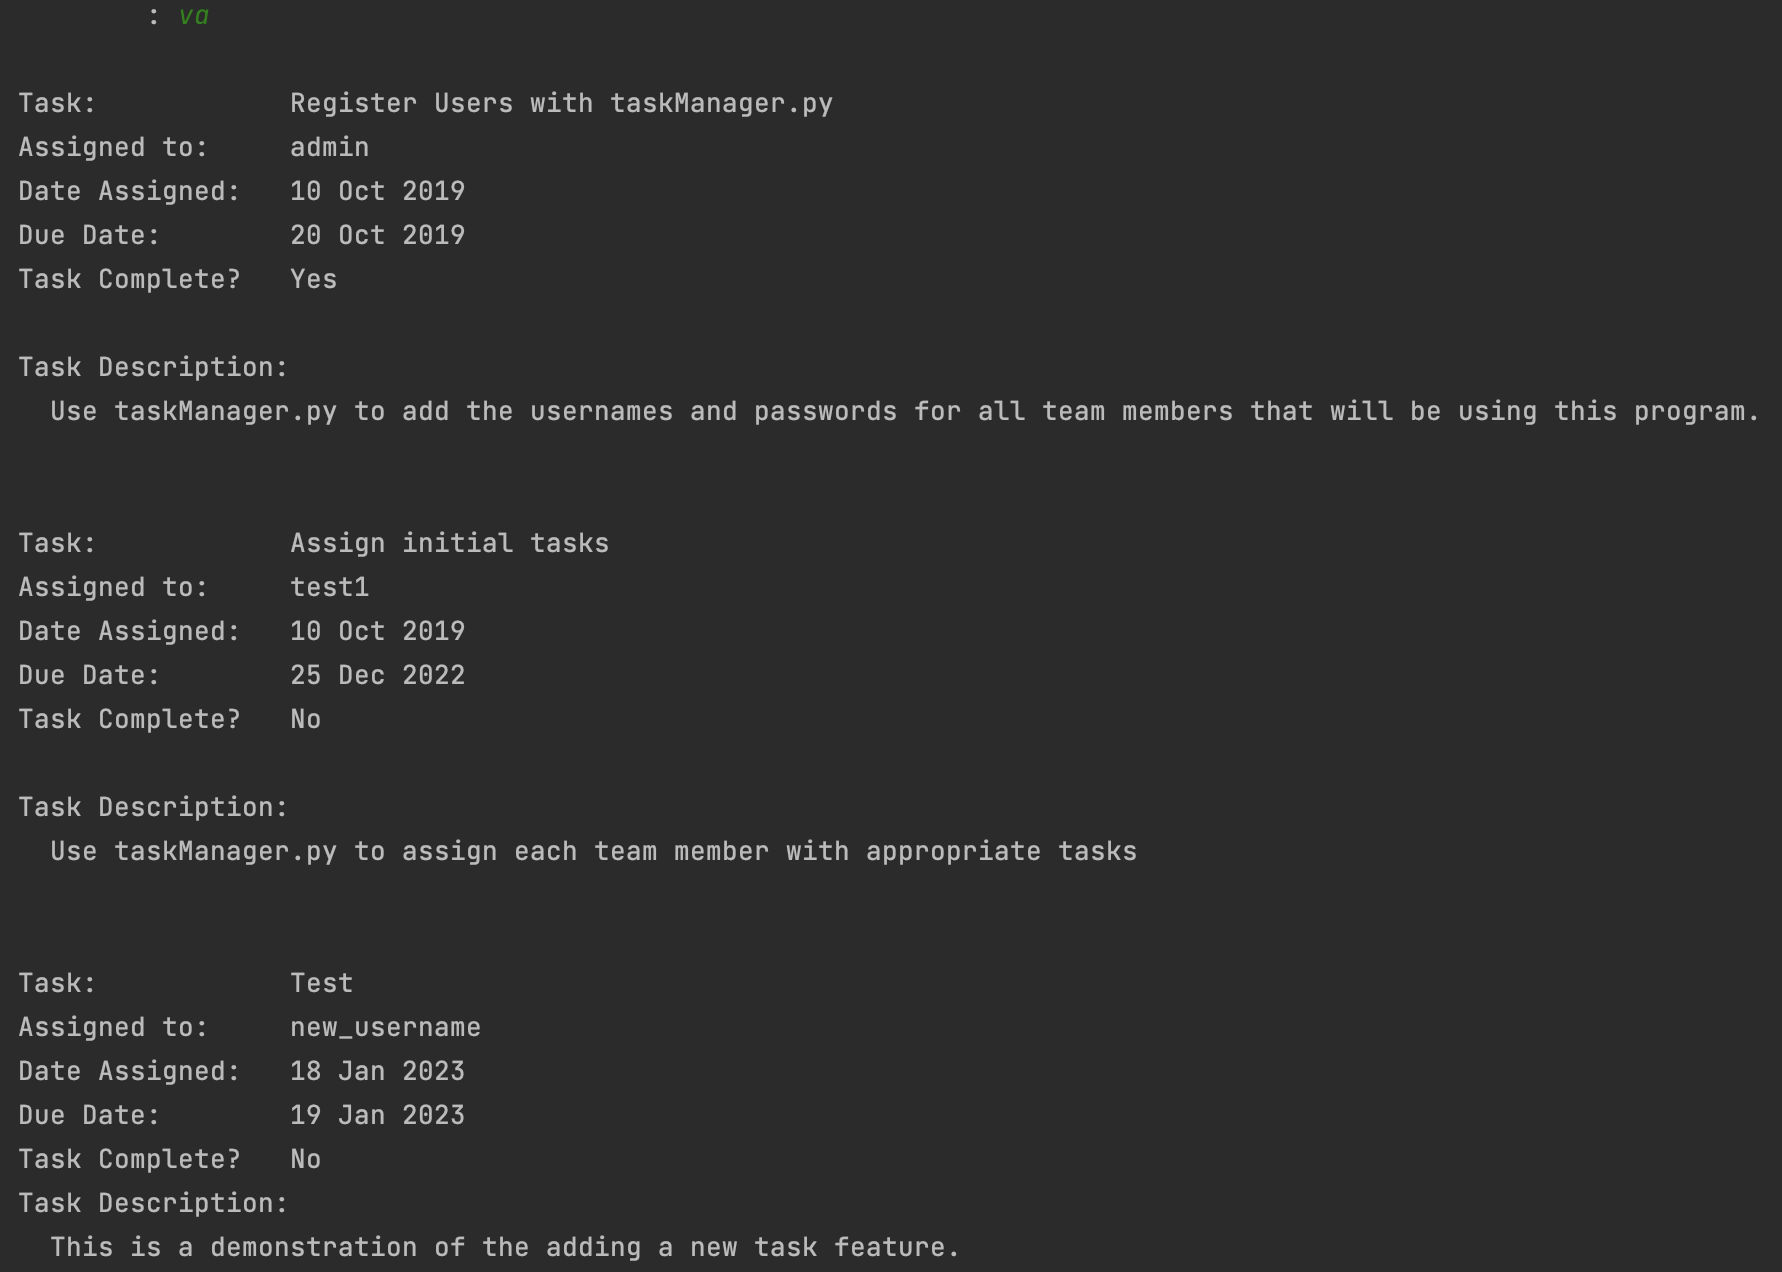 : va
Task: Register Users with taskManager.py
Assigned to: admin
Date Assigned: 10 Oct 2019
Due Date: 20 Oct 2019
Task Complete? Yes
Task Description:
Use taskManager.py to add the usernames and passwords for all team members that will be using this program.
Task: Assign initial tasks
Assigned to: test1
Date Assigned: 10 Oct 2019
Due Date: 25 Dec 2022
Task Complete? No
Task Description:
Use taskManager.py to assign each team member with appropriate tasks
Task: Test
Assigned to: new_username
Date Assigned: 18 Jan 2023
Due Date: 19 Jan 2023
Task Complete? No
Task Description:
This is a demonstration of the adding a new task feature.